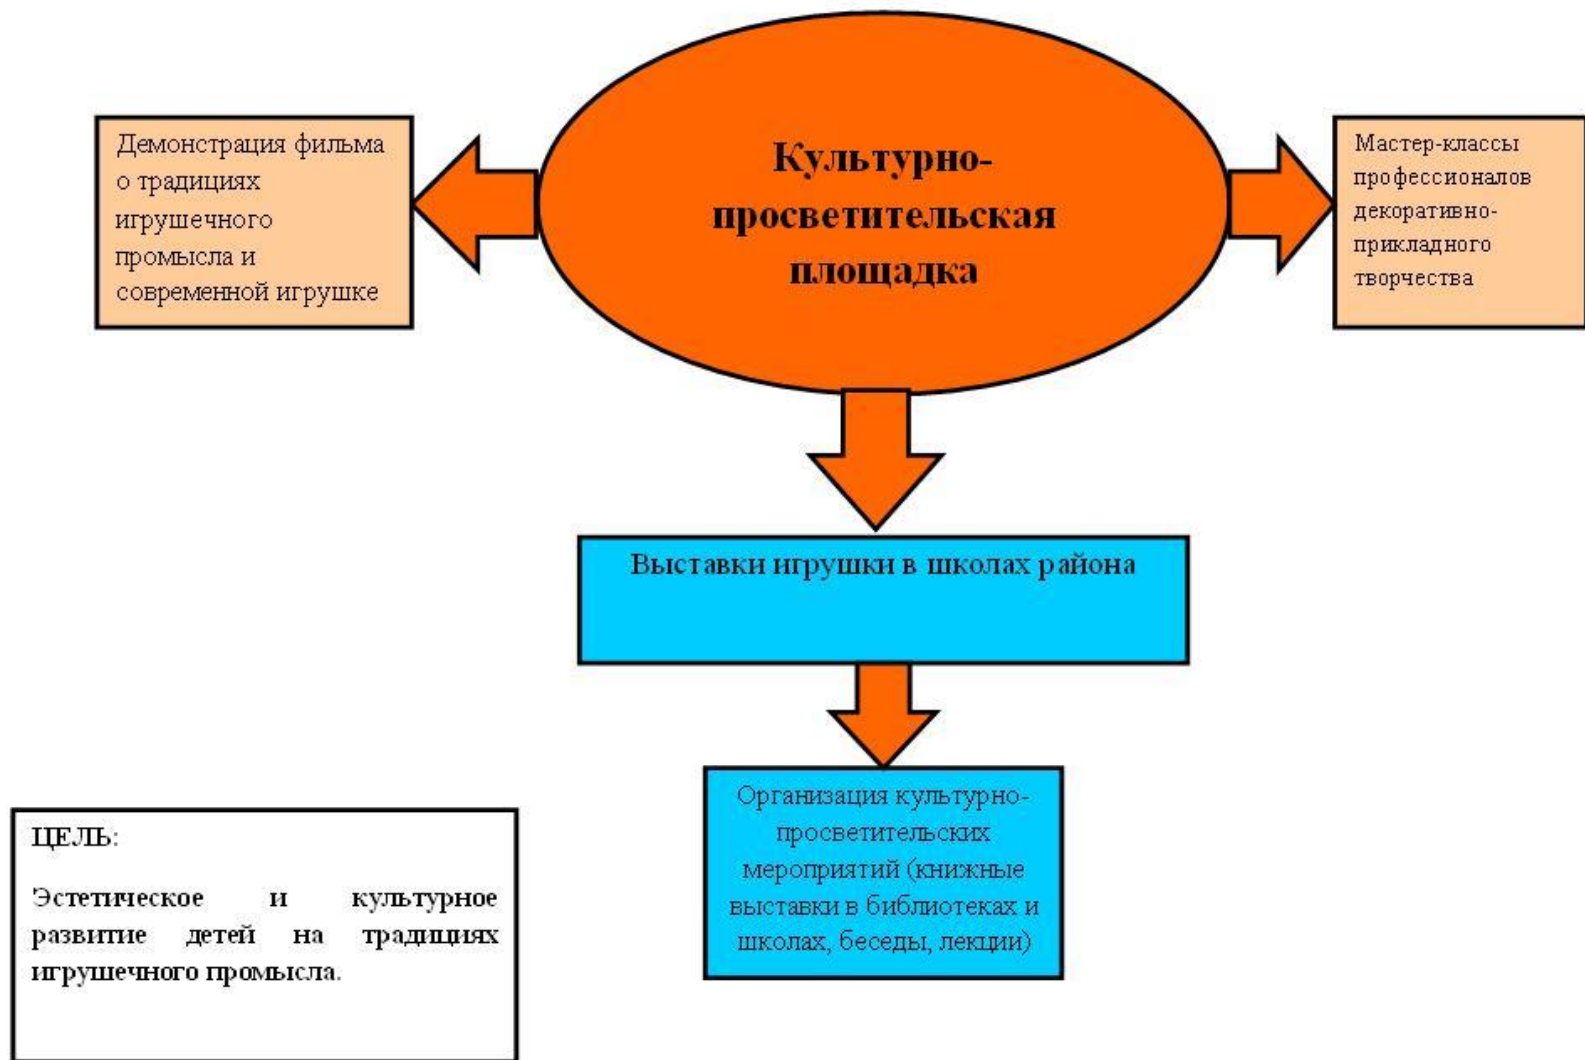 Культурно-
просветительская
площадка
Демонстрация фильма
о традициях
игрушечного
промысла и
современной игрушке
Мастер-классы
профессионалов
декоративно-
прикладного
творчества
Выставки игрушки в школах района
Организация культурно-
просветительских
мероприятий (книжные
выставки в библиотеках и
школах, беседы, лекции)
ЦЕЛЬ:
Эстетическое и культурное
развитие детей на традициях
игрушечного промысла.